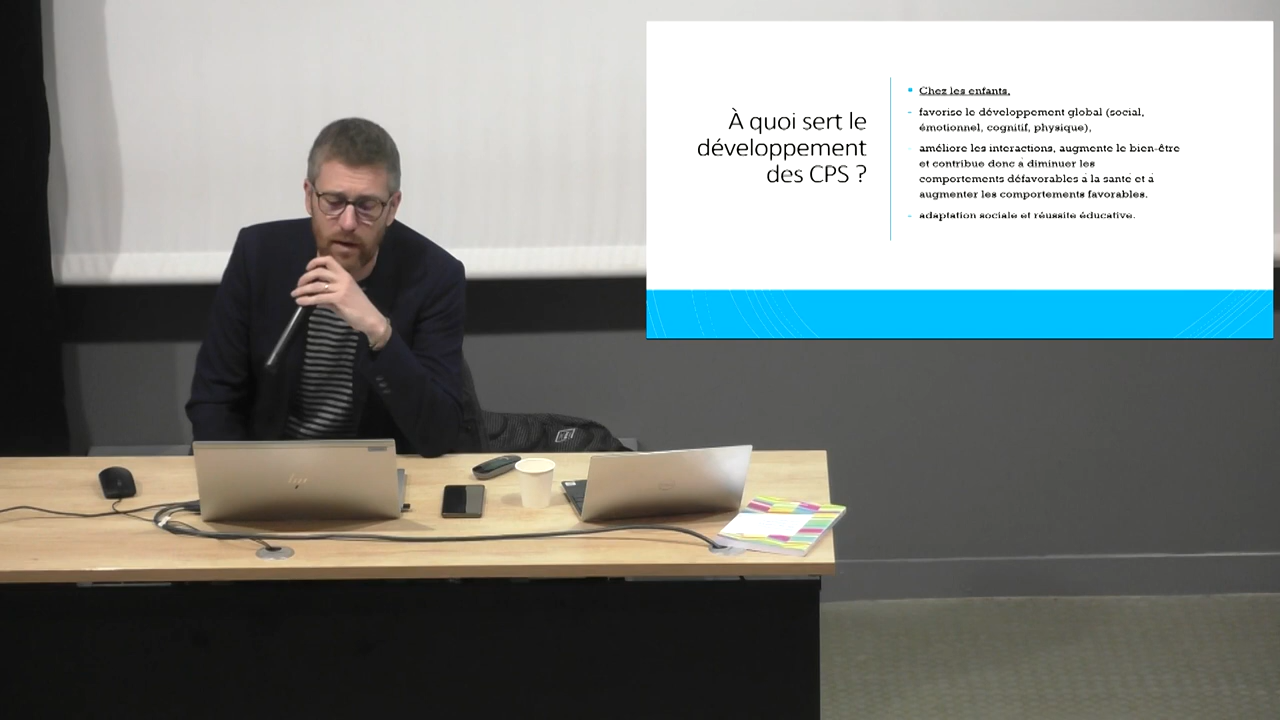 À quoi sert le
développement
des CPS ?
Chez les enfants,
- favorise le développement global (social,
émotionnel, cognitif, physique),
- améliore les interactions, augmente le bien-être
et contribue donc à diminuer les
comportements défavorables à la santé et à
augmenter les comportements favorables.
- adaptation sociale et réussite éducative.
hp